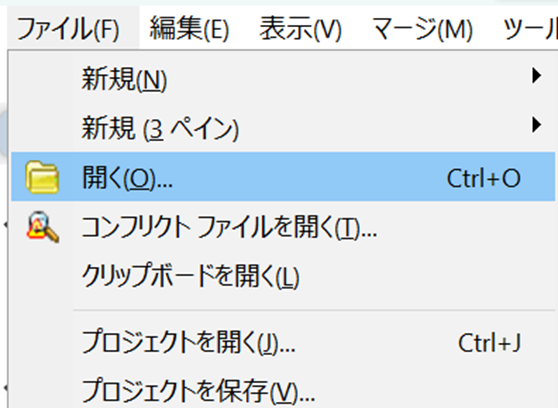 ファイル(F) 編集(E) 表示(V) マージ(M) ツール
新規(N)
新規 (3 ペイン)
開く(O)... Ctrl+O
コンフリクト ファイルを開く(T)...
クリップボードを開く(L)
プロジェクトを開く(J)... Ctrl+J
プロジェクトを保存(V)...